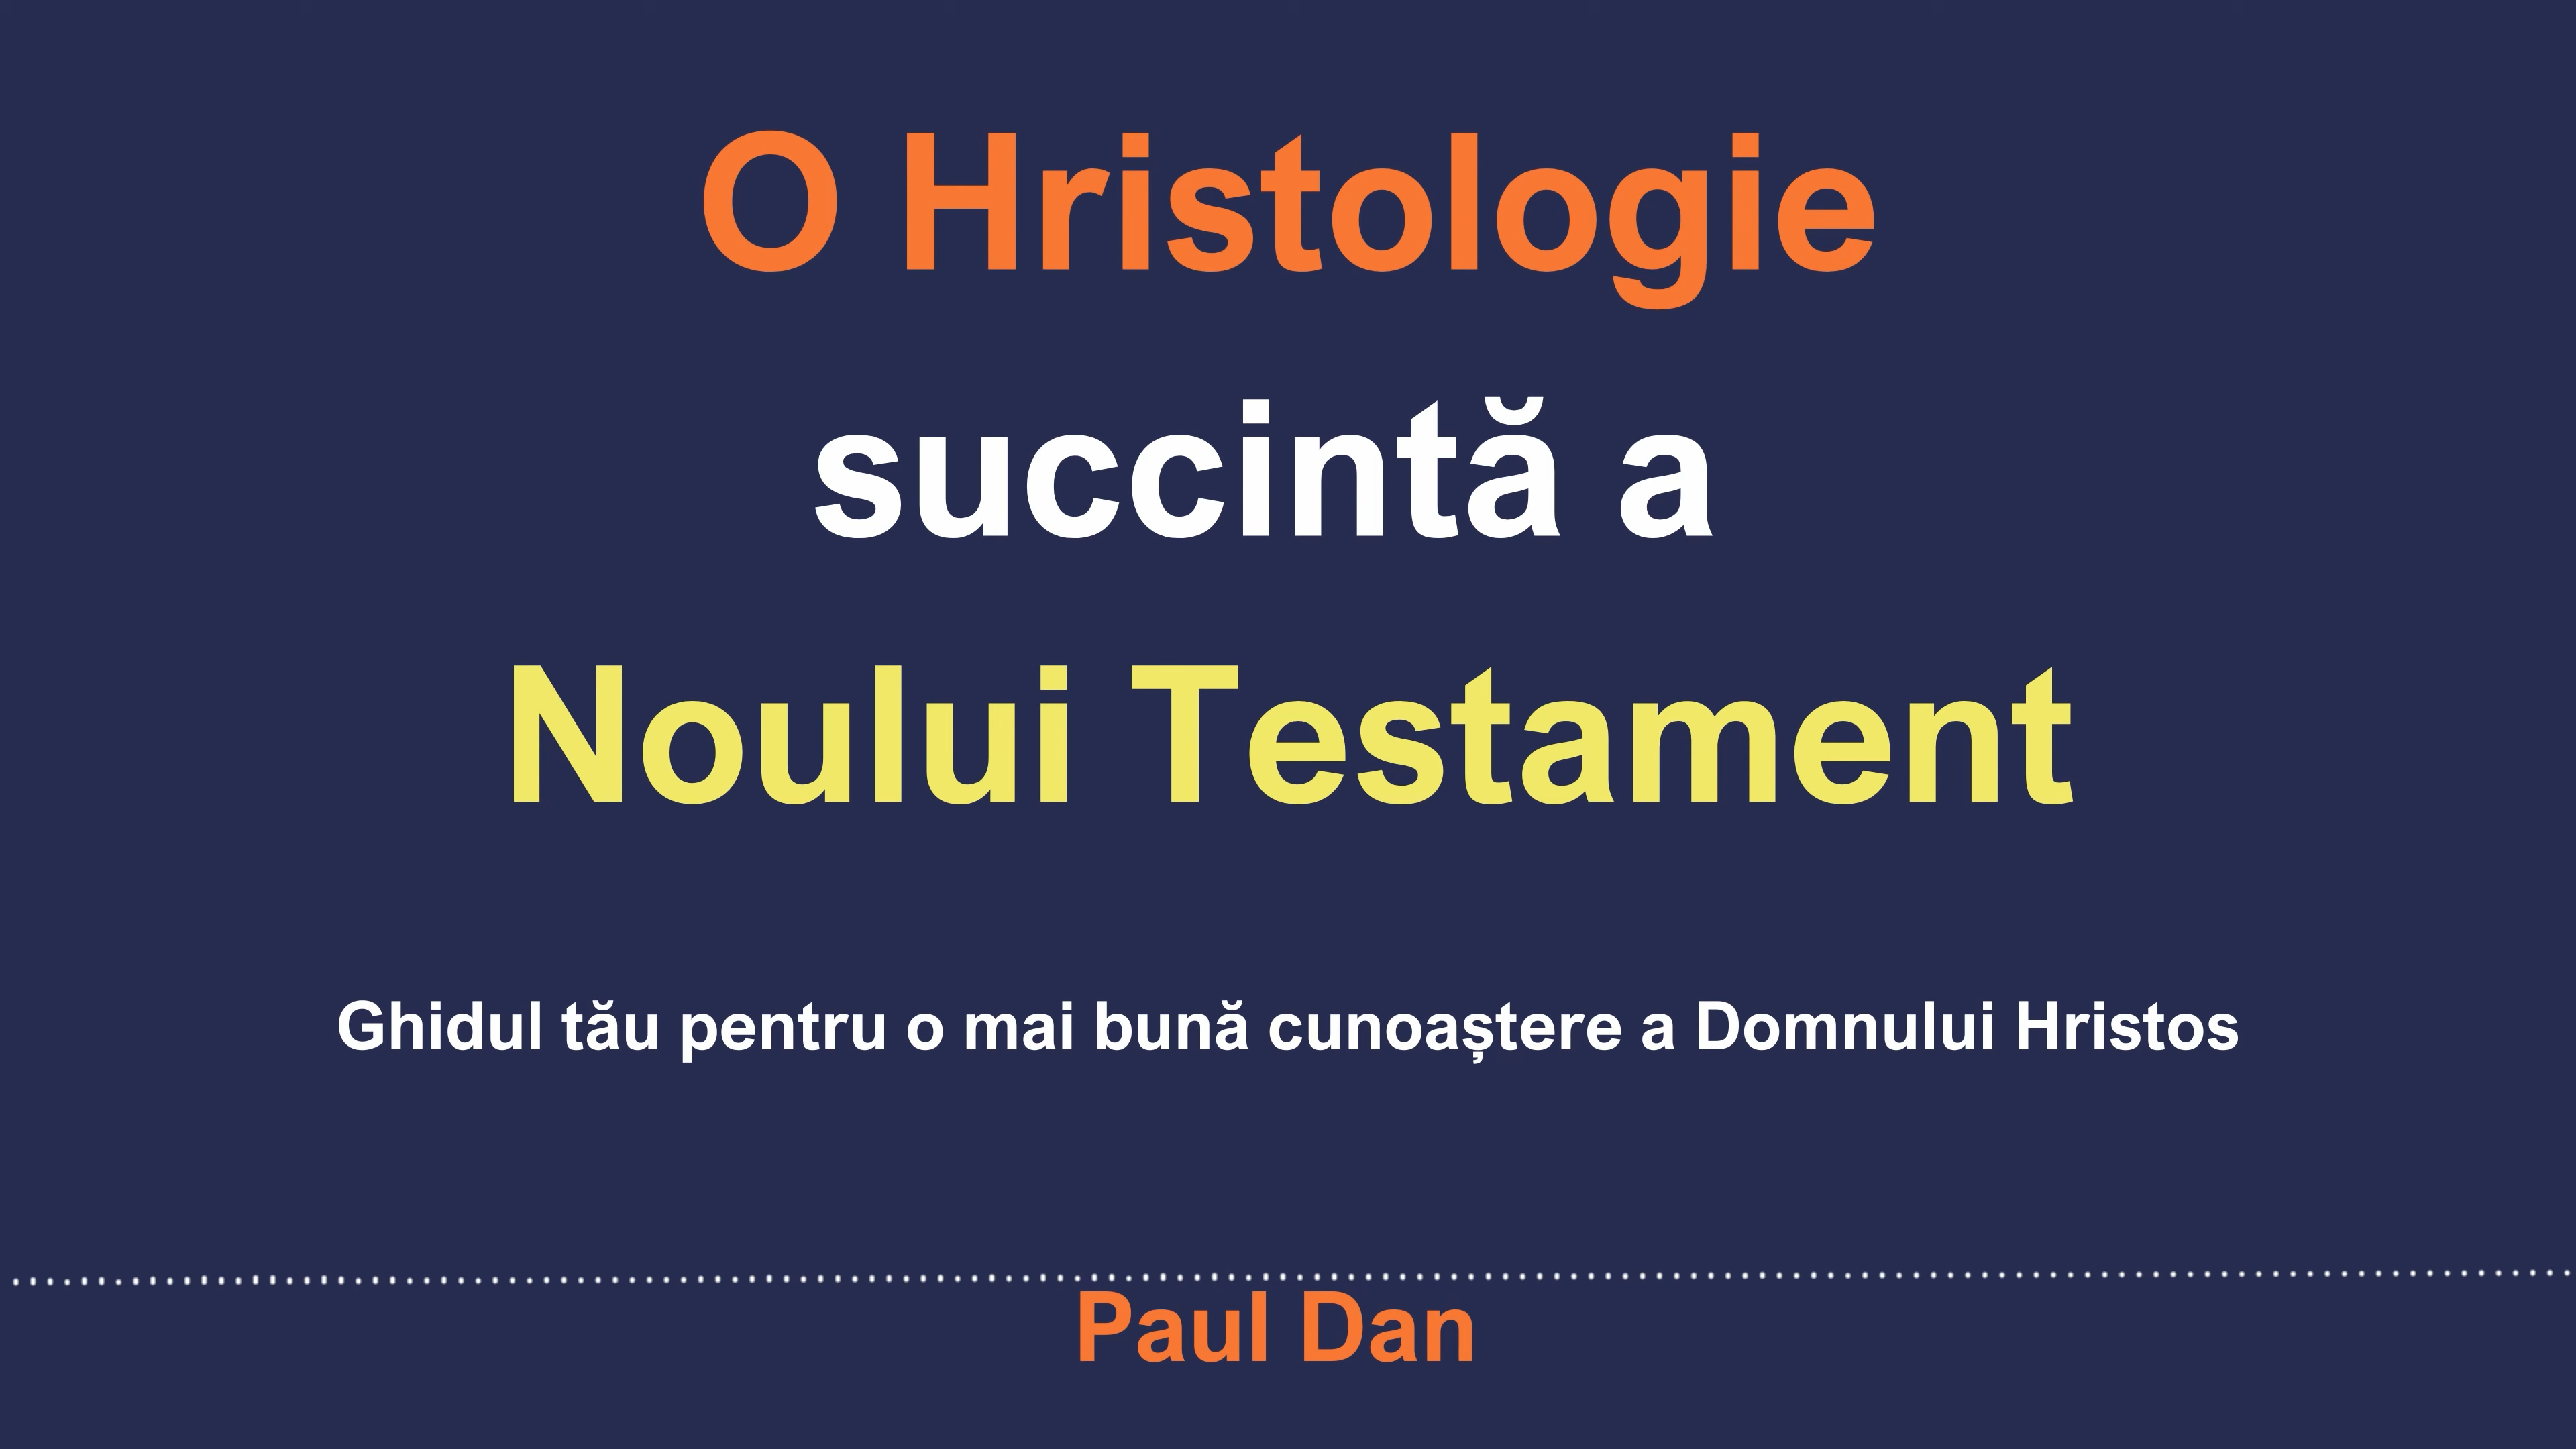 O Hristologie
succintă a
Noului Testament
Ghidul tău pentru o mai bună cunoaștere a Domnului Hristos
Paul Dan